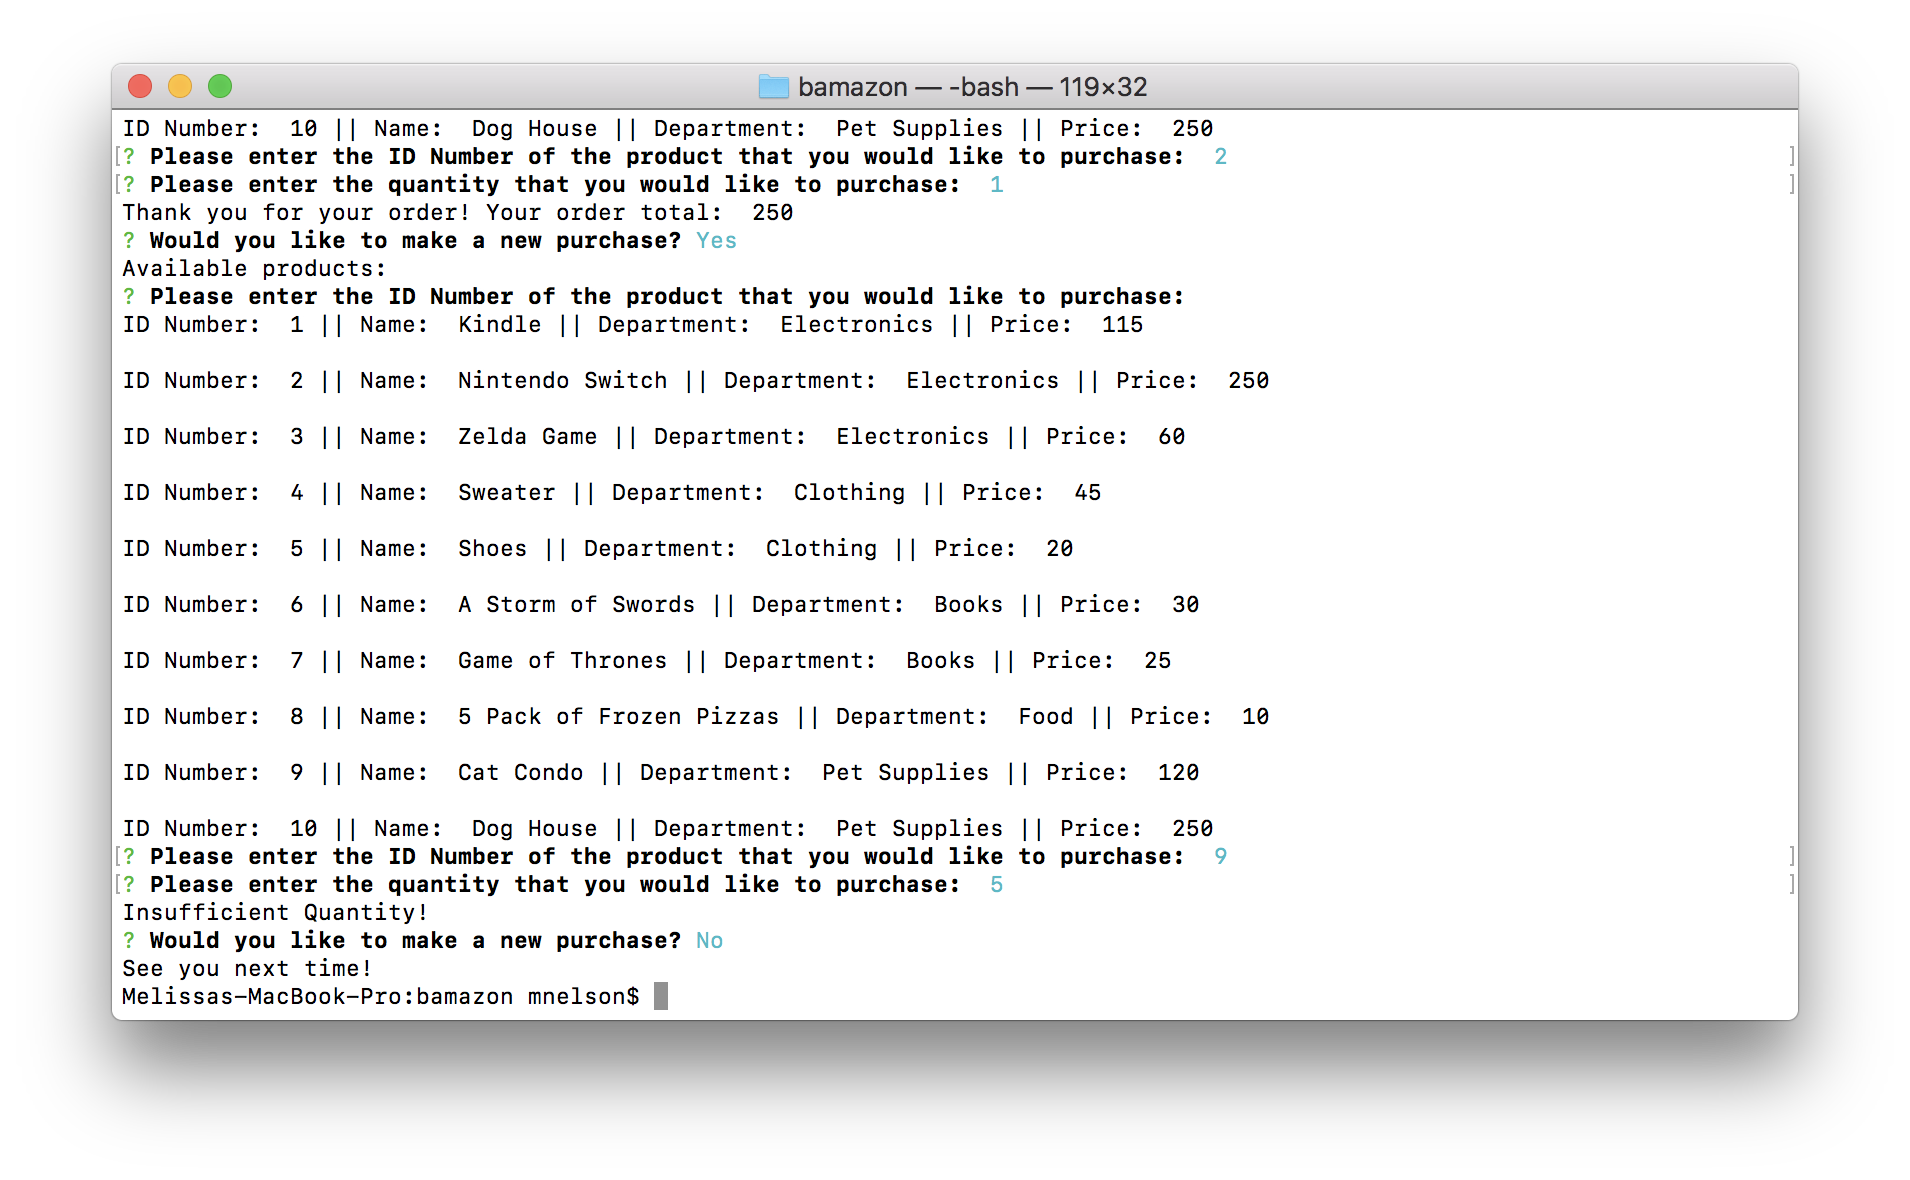 bamazon — -bash — 119×32
ID Number:  10 || Name:  Dog House || Department:  Pet Supplies || Price:  250
[? Please enter the ID Number of the product that you would like to purchase:  2 ]
[? Please enter the quantity that you would like to purchase:  1 ]
Thank you for your order! Your order total:  250
? Would you like to make a new purchase? Yes
Available products:
? Please enter the ID Number of the product that you would like to purchase:
ID Number:  1 || Name:  Kindle || Department:  Electronics || Price:  115
ID Number:  2 || Name:  Nintendo Switch || Department:  Electronics || Price:  250
ID Number:  3 || Name:  Zelda Game || Department:  Electronics || Price:  60
ID Number:  4 || Name:  Sweater || Department:  Clothing || Price:  45
ID Number:  5 || Name:  Shoes || Department:  Clothing || Price:  20
ID Number:  6 || Name:  A Storm of Swords || Department:  Books || Price:  30
ID Number:  7 || Name:  Game of Thrones || Department:  Books || Price:  25
ID Number:  8 || Name:  5 Pack of Frozen Pizzas || Department:  Food || Price:  10
ID Number:  9 || Name:  Cat Condo || Department:  Pet Supplies || Price:  120
ID Number:  10 || Name:  Dog House || Department:  Pet Supplies || Price:  250
[? Please enter the ID Number of the product that you would like to purchase:  9 ]
[? Please enter the quantity that you would like to purchase:  5 ]
Insufficient Quantity!
? Would you like to make a new purchase? No
See you next time!
Melissas-MacBook-Pro:bamazon mnelson$